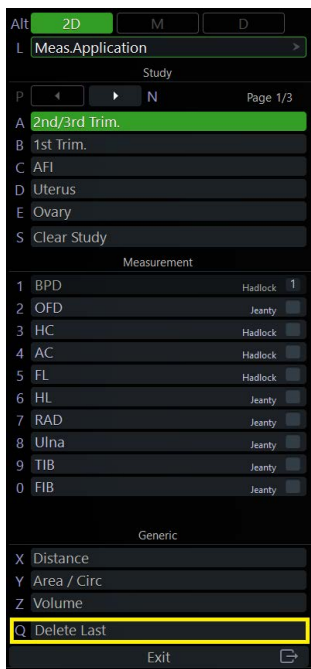 Alt 2D M D
L Meas.Application >
Study
P N Page 1/3
A 2nd/3rd Trim.
B 1st Trim.
C AFI
D Uterus
E Ovary
S Clear Study
Measurement
1 BPD Hadlock 1
2 OFD Jeanty
3 HC Hadlock
4 AC Hadlock
5 FL Hadlock
6 HL Jeanty
7 RAD Jeanty
8 Ulna Jeanty
9 TIB Jeanty
0 FIB Jeanty
Generic
X Distance
Y Area / Circ
Z Volume
Q Delete Last
Exit